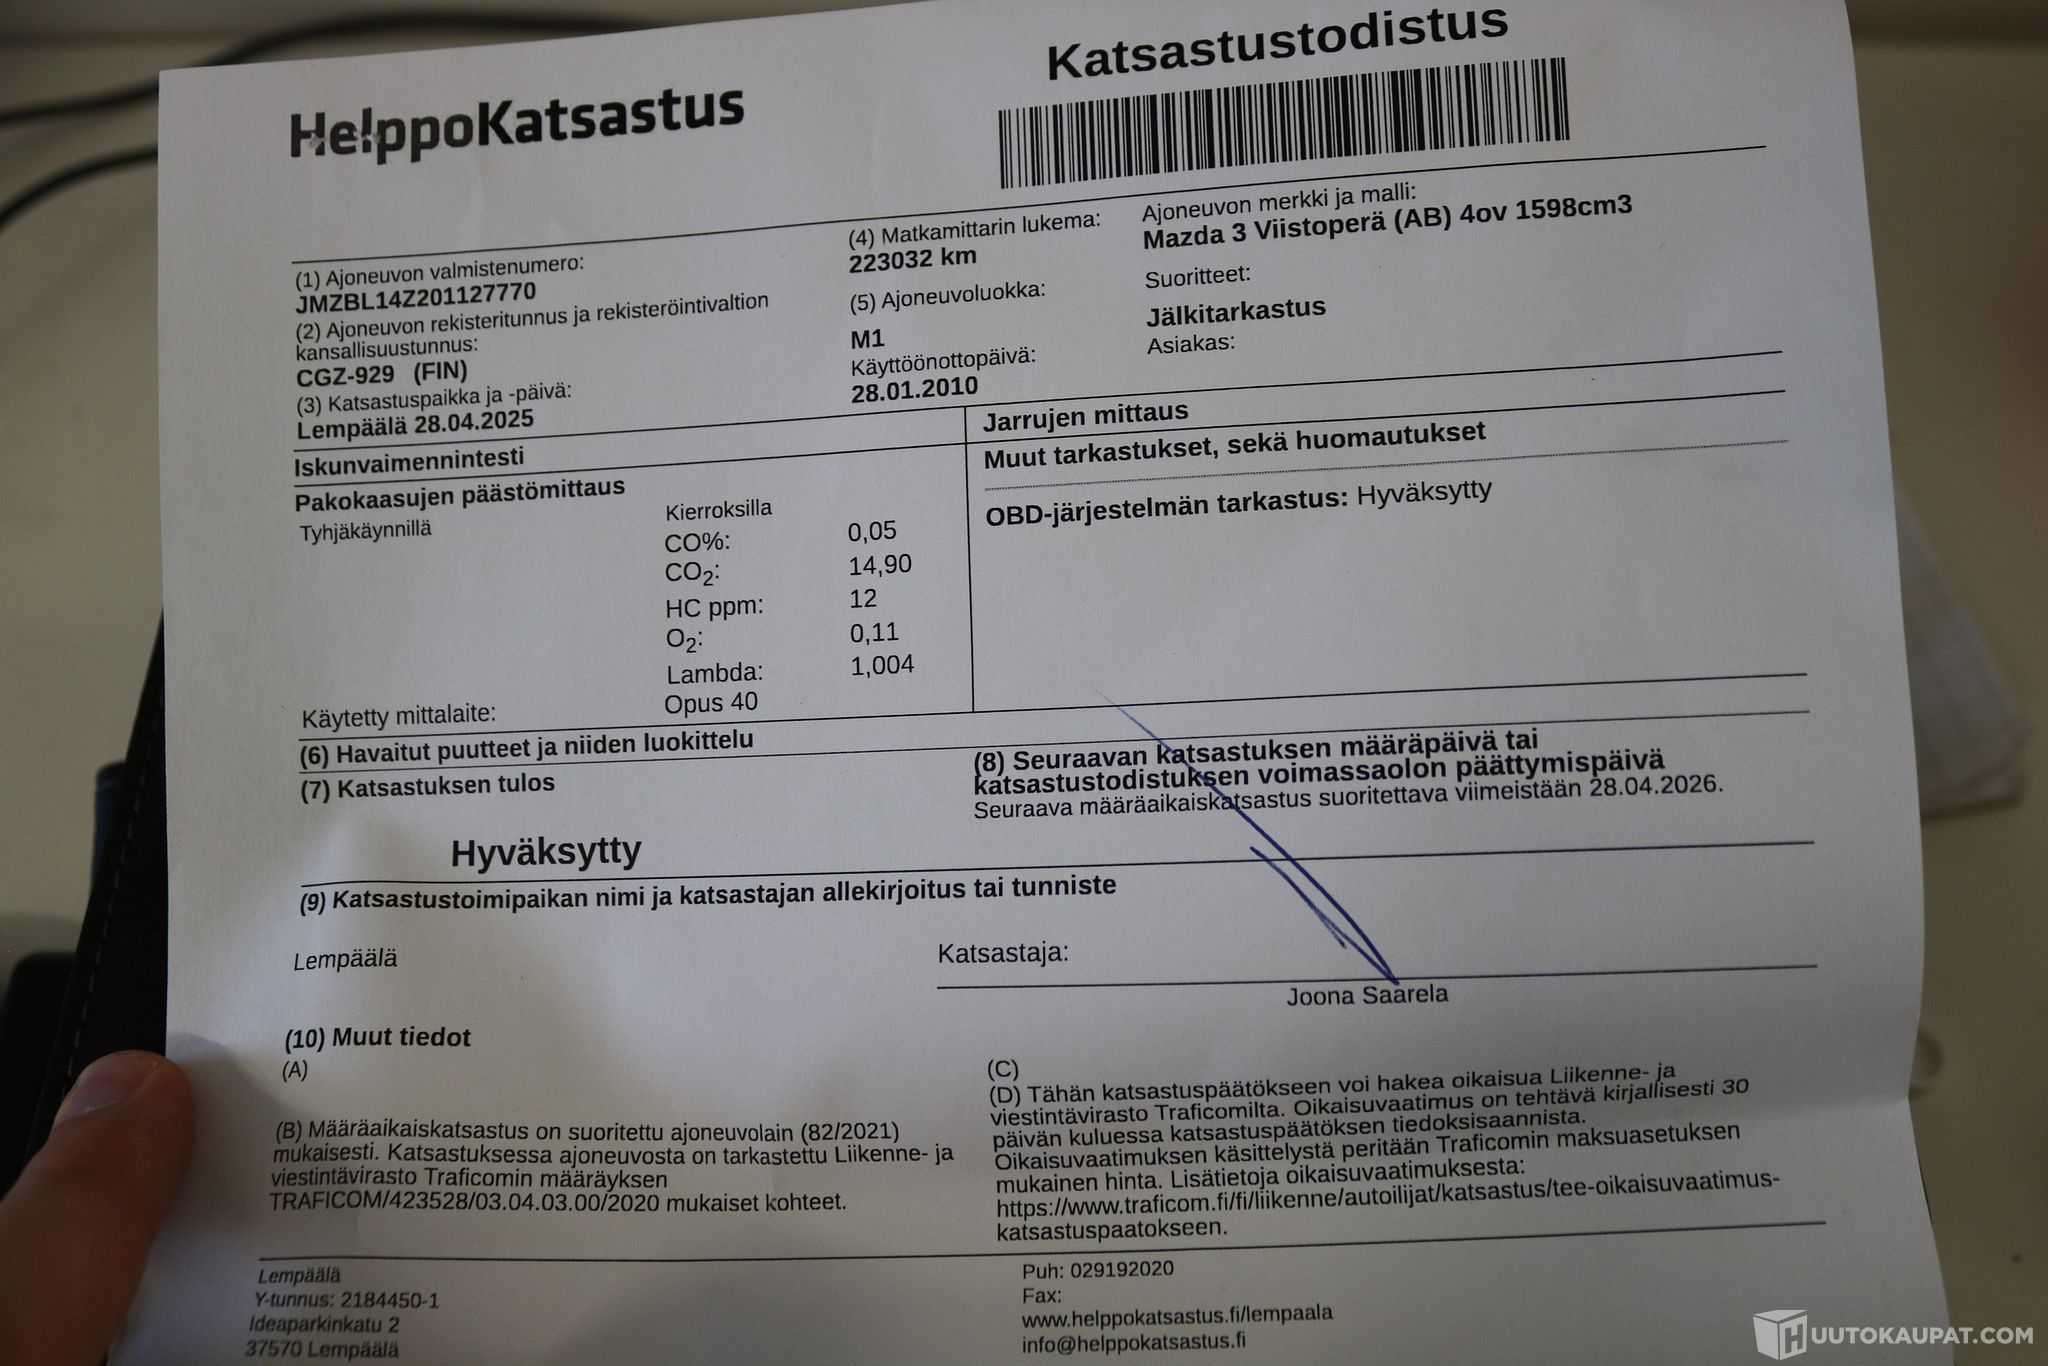 HelppoKatsastus
Katsastustodistus
(1) Ajoneuvon valmistenumero:
JMZBL14Z201127770
(2) Ajoneuvon rekisteritunnus ja rekisteröintivaltion
kansallisuustunnus:
CGZ-929 (FIN)
(3) Katsastuspaikka ja -päivä:
Lempäälä 28.04.2025
(4) Matkamittarin lukema:
223032 km
(5) Ajoneuvoluokka:
M1
Käyttöönottopäivä:
28.01.2010
Ajoneuvon merkki ja malli:
Mazda 3 Viistoperä (AB) 4ov 1598cm3
Suoritteet:
Jälkitarkastus
Asiakas:
Iskunvaimennintesti
Pakokaasujen päästömittaus
Tyhjäkäynnillä
Kierroksilla
CO%: 0,05
CO2: 14,90
HC ppm: 12
O2: 0,11
Lambda: 1,004
Käytetty mittalaite: Opus 40
Jarrujen mittaus
Muut tarkastukset, sekä huomautukset
OBD-järjestelmän tarkastus: Hyväksytty
(6) Havaitut puutteet ja niiden luokittelu
(7) Katsastuksen tulos
Hyväksytty
(8) Seuraavan katsastuksen määräpäivä tai
katsastustodistuksen voimassaolon päättymispäivä
Seuraava määräaikaiskatsastus suoritettava viimeistään 28.04.2026.
(9) Katsastustoimipaikan nimi ja katsastajan allekirjoitus tai tunniste
Lempäälä
Katsastaja:
Joona Saarela
(10) Muut tiedot
(A)
(B) Määräaikaiskatsastus on suoritettu ajoneuvolain (82/2021)
mukaisesti. Katsastuksessa ajoneuvosta on tarkastettu Liikenne- ja
viestintävirasto Traficomin määräyksen
TRAFICOM/423528/03.04.03.00/2020 mukaiset kohteet.
(C)
(D) Tähän katsastuspäätökseen voi hakea oikaisua Liikenne- ja
viestintävirasto Traficomilta. Oikaisuvaatimus on tehtävä kirjallisesti 30
päivän kuluessa katsastuspäätöksen tiedoksisaannista.
Oikaisuvaatimuksen käsittelystä peritään Traficomin maksuasetuksen
mukainen hinta. Lisätietoja oikaisuvaatimuksesta:
https://www.traficom.fi/fi/liikenne/autoilijat/katsastus/tee-oikaisuvaatimus-
katsastuspaatokseen.
Lempäälä
Y-tunnus: 2184450-1
Ideaparkinkatu 2
37570 Lempäälä
Puh: 029192020
Fax:
www.helppokatsastus.fi/lempaala
info@helppokatsastus.fi
HUUTOKAUPAT.COM